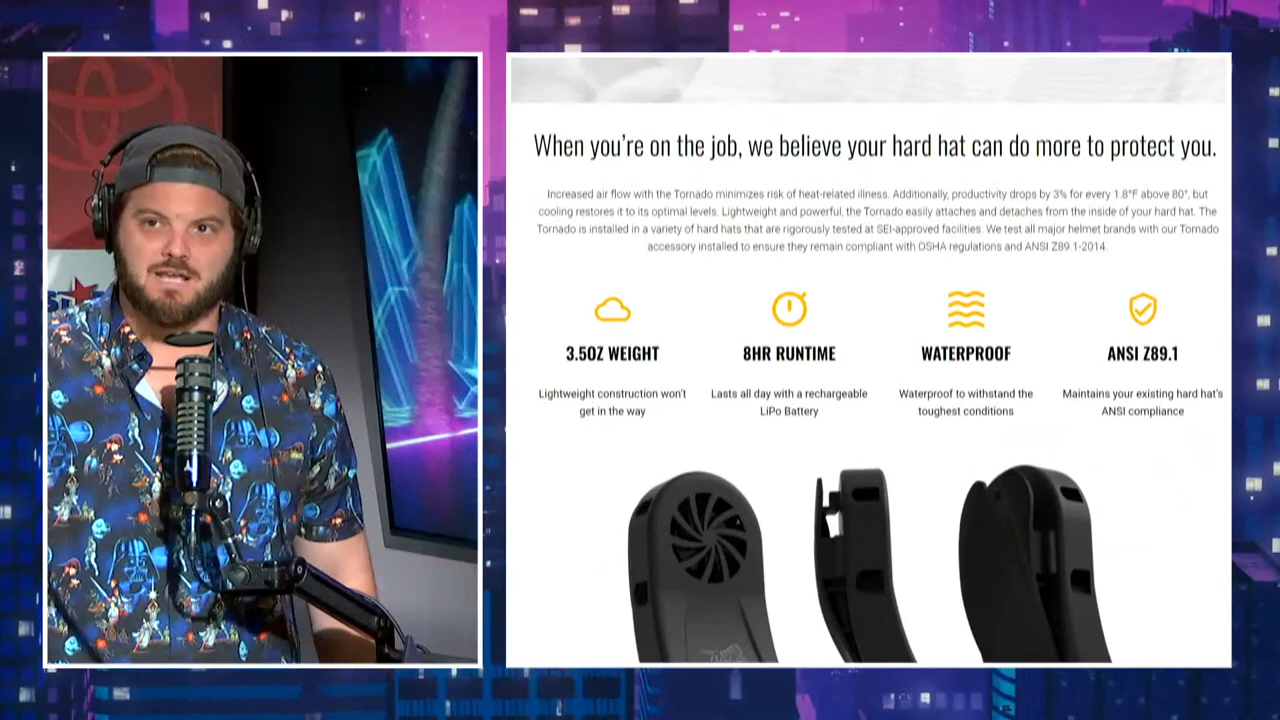 When you're on the job, we believe your hard hat can do more to protect you.
Increased air flow with the Tornado minimizes risk of heat-related illness. Additionally, productivity drops by 3% for every 1.8°F above 80°, but
cooling restores it to its optimal levels. Lightweight and powerful, the Tornado easily attaches and detaches from the inside of your hard hat. The
Tornado is installed in a variety of hard hats that are rigorously tested at SEI-approved facilities. We test all major helmet brands with our Tornado
accessory installed to ensure they remain compliant with OSHA regulations and ANSI Z89.1-2014.
3.5OZ WEIGHT
Lightweight construction won't
get in the way
8HR RUNTIME
Lasts all day with a rechargeable
LiPo Battery
WATERPROOF
Waterproof to withstand the
toughest conditions
ANSI Z89.1
Maintains your existing hard hat's
ANSI compliance